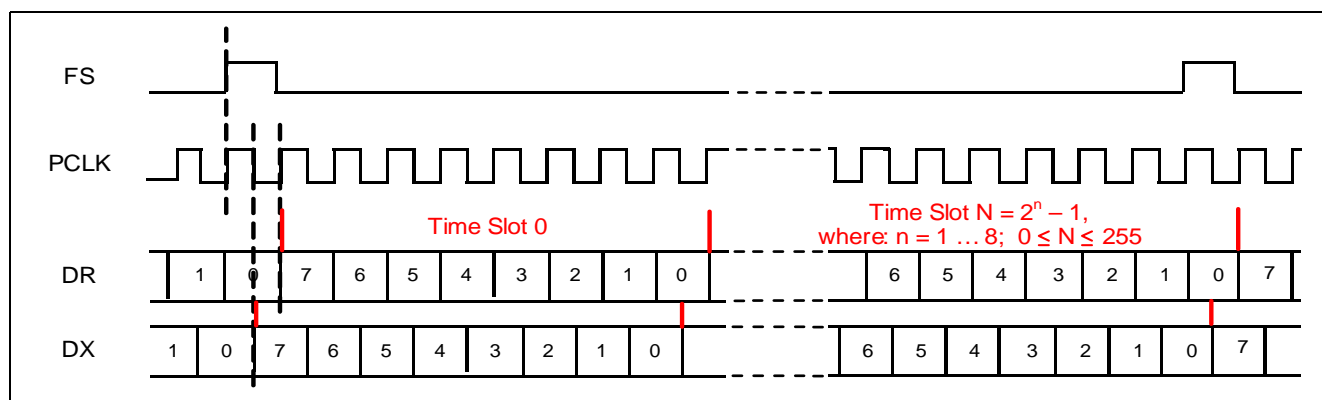 FS
PCLK
Time Slot 0
Time Slot N = 2ⁿ – 1,
where: n = 1 … 8; 0 ≤ N ≤ 255
DR 1 0 7 6 5 4 3 2 1 0 6 5 4 3 2 1 0 7
DX 1 0 7 6 5 4 3 2 1 0 6 5 4 3 2 1 0 7